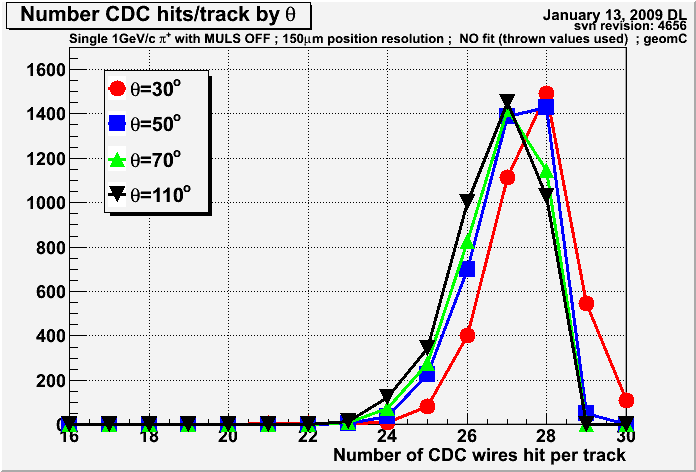 Number CDC hits/track by θ
January 13, 2009 DL
svn revision: 4656
Single 1GeV/c π⁺ with MULS OFF ; 150μm position resolution ; NO fit (thrown values used) ; geomC
1600
1400
1200
1000
800
600
400
200
0
θ=30°
θ=50°
θ=70°
θ=110°
16 18 20 22 24 26 28 30
Number of CDC wires hit per track